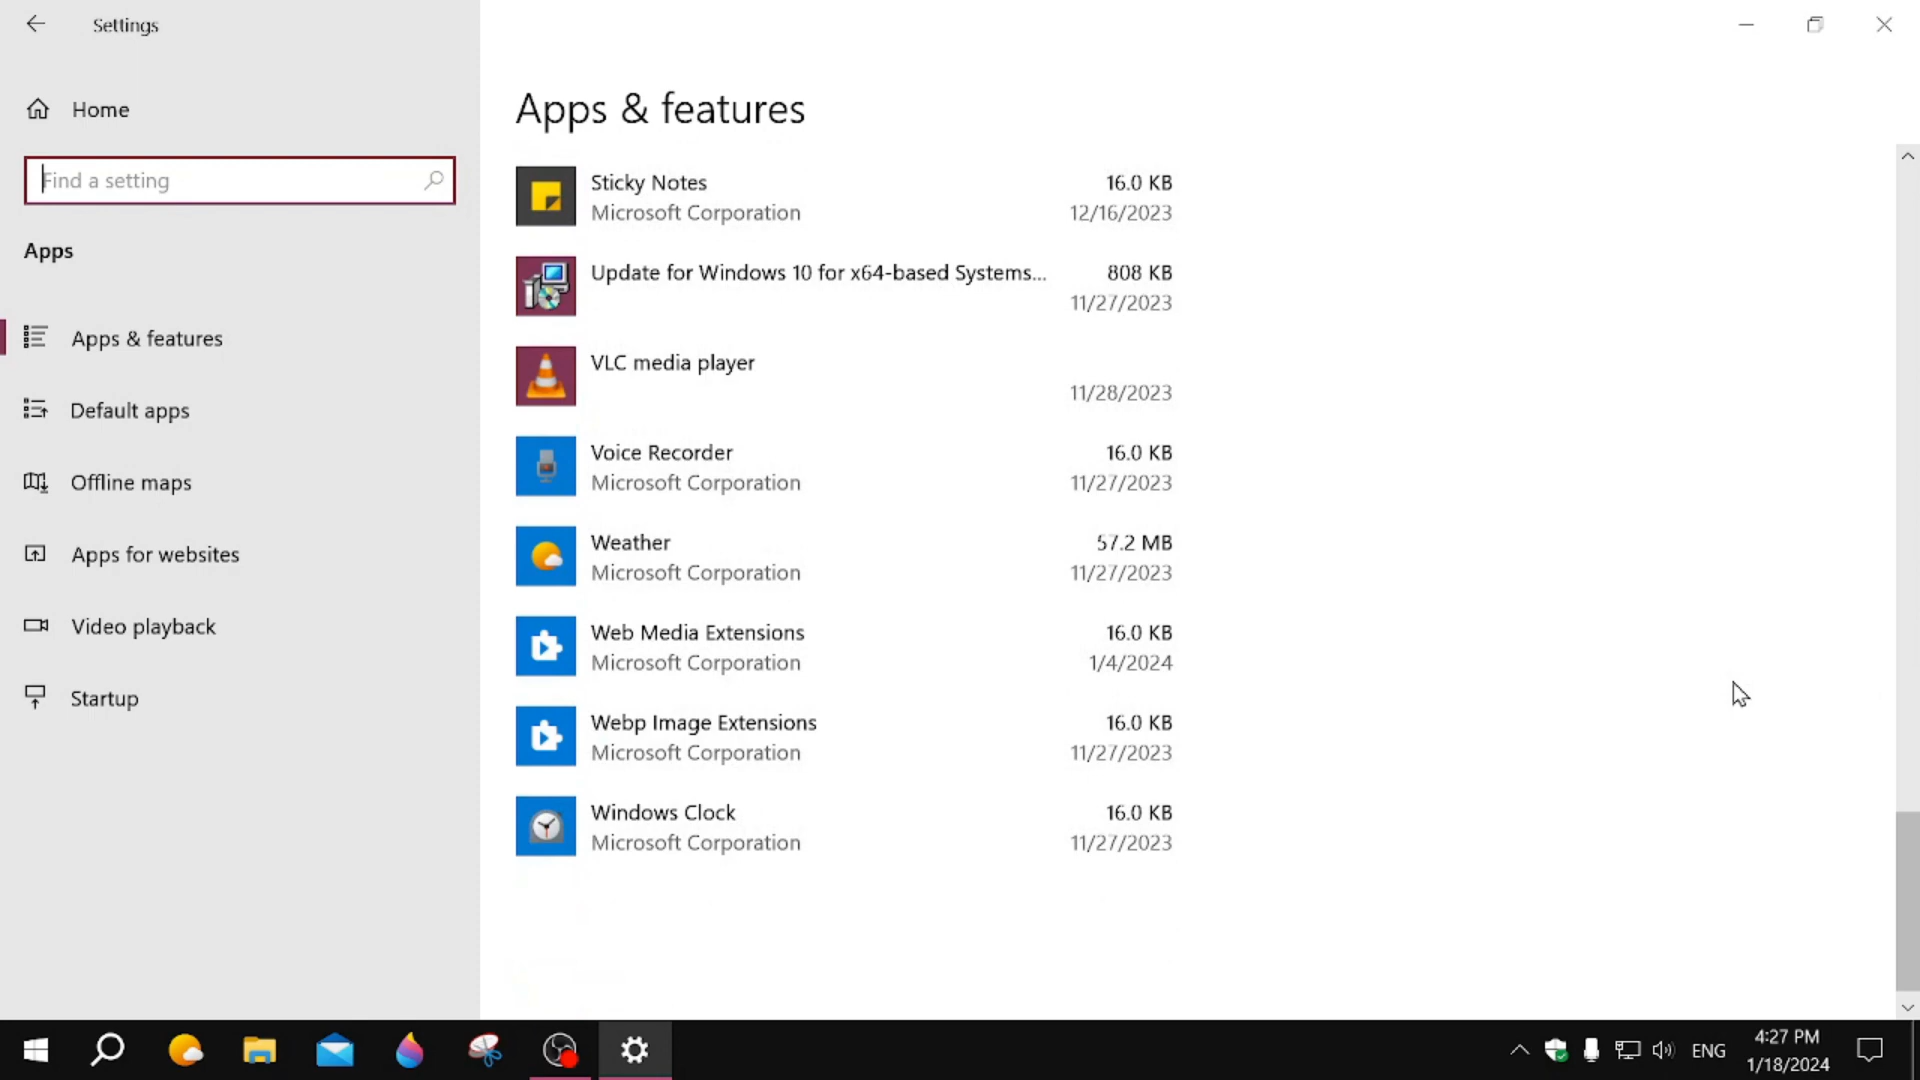 Settings
Home
Find a setting
Apps
Apps & features
Default apps
Offline maps
Apps for websites
Video playback
Startup
Apps & features
Sticky Notes 16.0 KB
Microsoft Corporation 12/16/2023
Update for Windows 10 for x64-based Systems... 808 KB
11/27/2023
VLC media player
11/28/2023
Voice Recorder 16.0 KB
Microsoft Corporation 11/27/2023
Weather 57.2 MB
Microsoft Corporation 11/27/2023
Web Media Extensions 16.0 KB
Microsoft Corporation 1/4/2024
Webp Image Extensions 16.0 KB
Microsoft Corporation 11/27/2023
Windows Clock 16.0 KB
Microsoft Corporation 11/27/2023
ENG
4:27 PM
1/18/2024